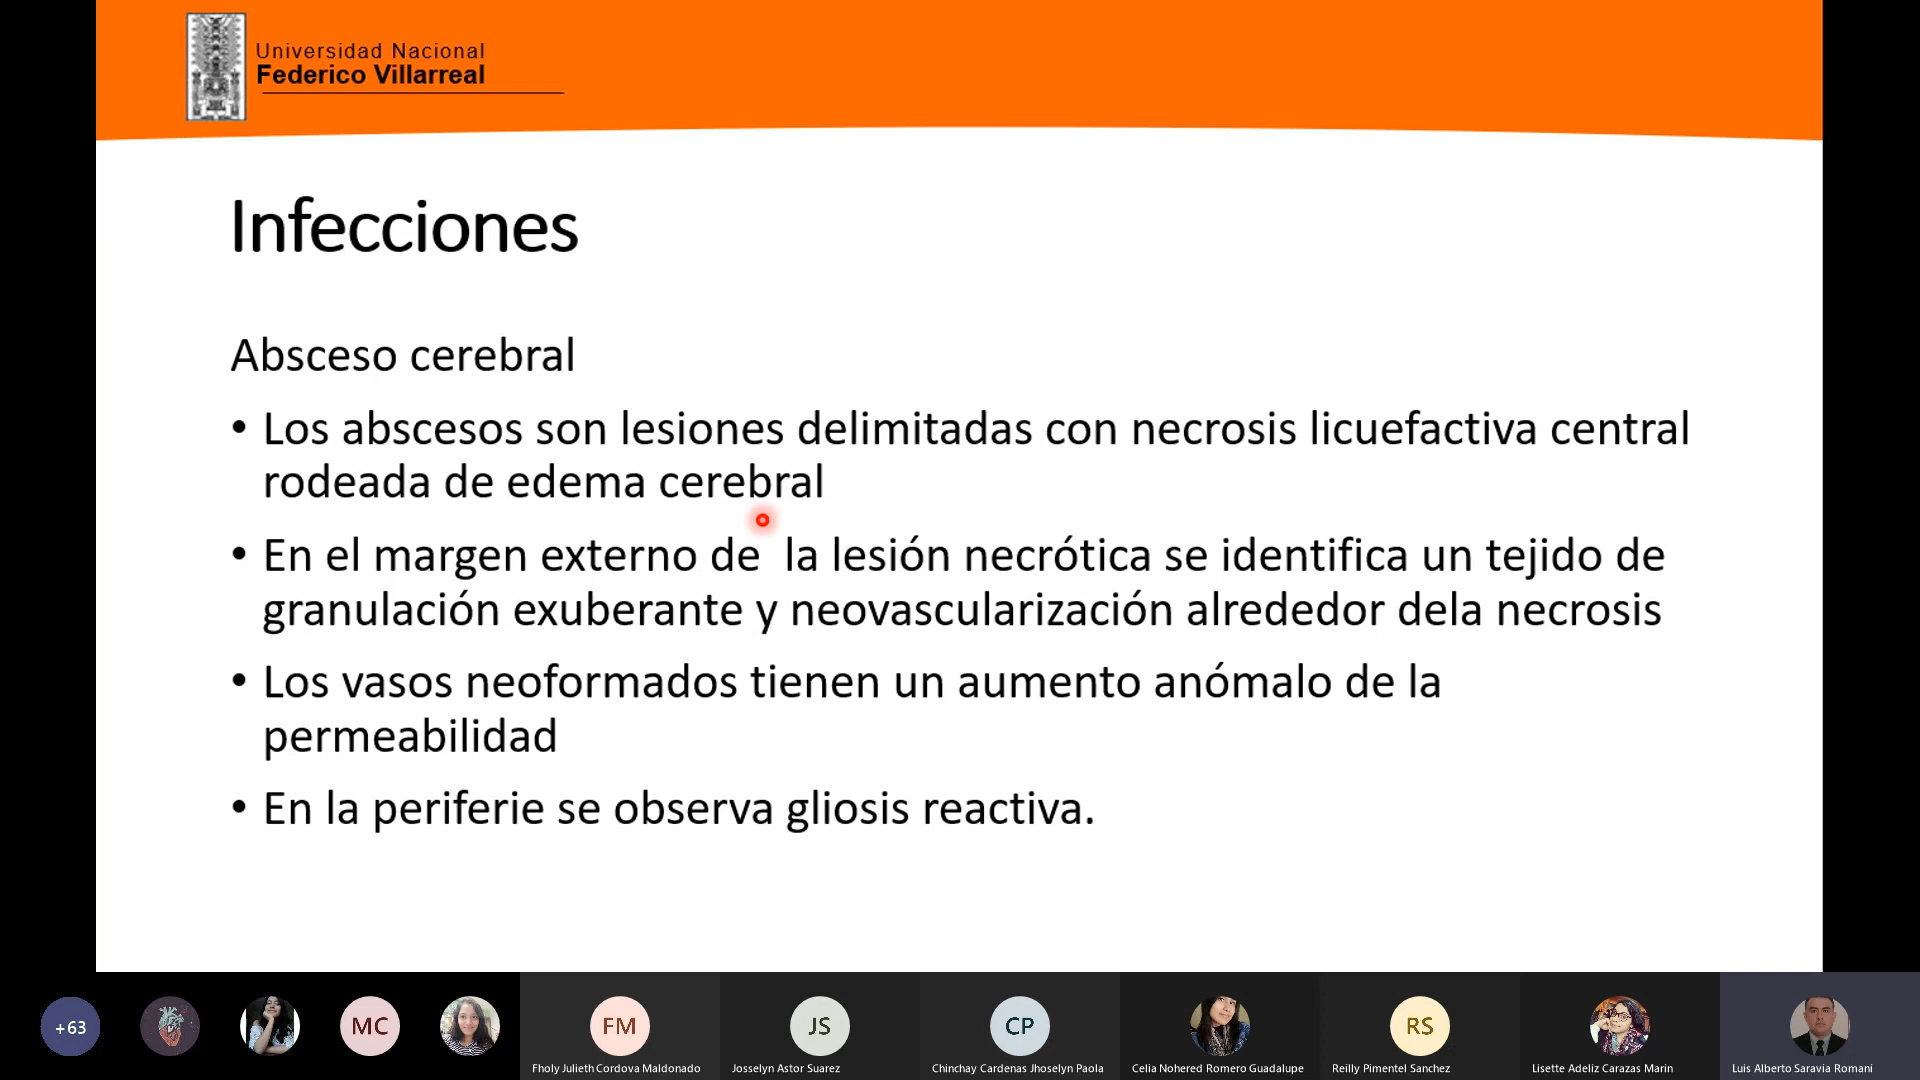 Universidad Nacional
Federico Villarreal
Infecciones
Absceso cerebral
• Los abscesos son lesiones delimitadas con necrosis licuefactiva central
rodeada de edema cerebral
• En el margen externo de  la lesión necrótica se identifica un tejido de
granulación exuberante y neovascularización alrededor dela necrosis
• Los vasos neoformados tienen un aumento anómalo de la
permeabilidad
• En la periferie se observa gliosis reactiva.
+63
MC
FM
JS
CP
RS
Fholy Julieth Cordova Maldonado
Josselyn Astor Suarez
Chinchay Cardenas Jhoselyn Paola
Celia Nohered Romero Guadalupe
Reilly Pimentel Sanchez
Lisette Adeliz Carazas Marin
Luis Alberto Saravia Romani